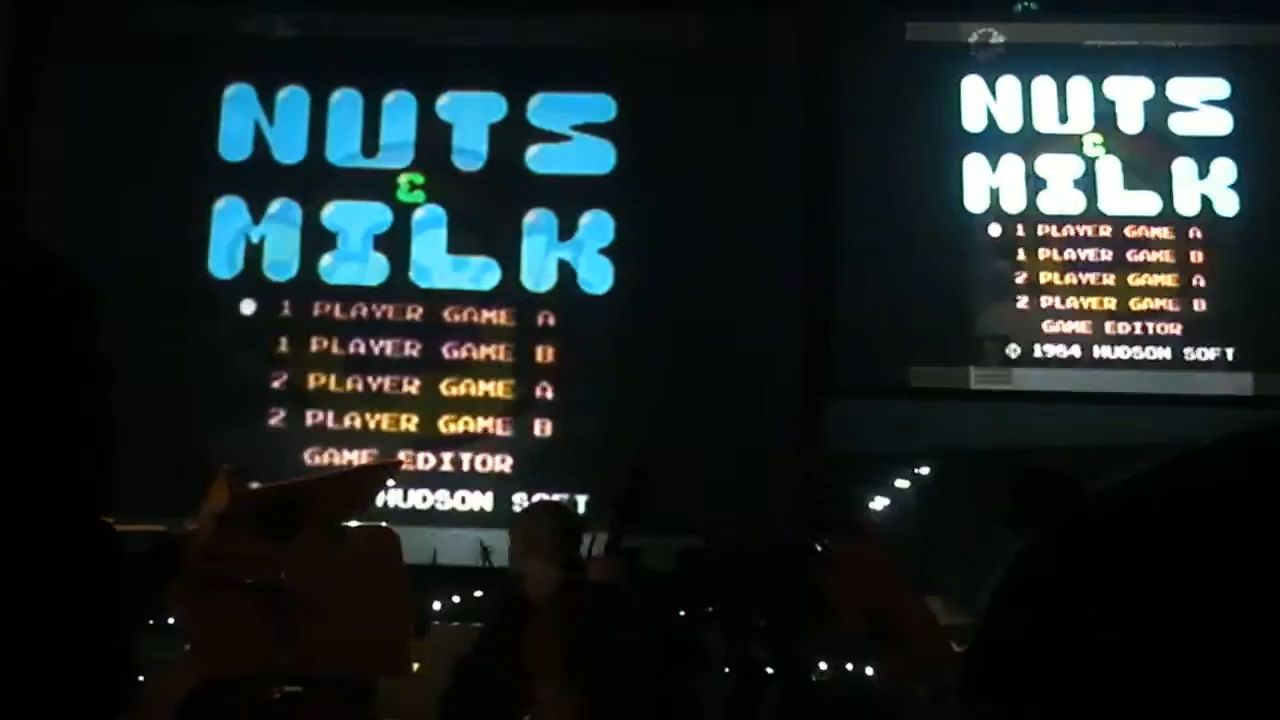 NUTS
&
MILK
1 PLAYER GAME A
1 PLAYER GAME B
2 PLAYER GAME A
2 PLAYER GAME B
GAME EDITOR
HUDSON SOFT
NUTS
&
MILK
1 PLAYER GAME A
1 PLAYER GAME B
2 PLAYER GAME A
2 PLAYER GAME B
GAME EDITOR
© 1984 HUDSON SOFT